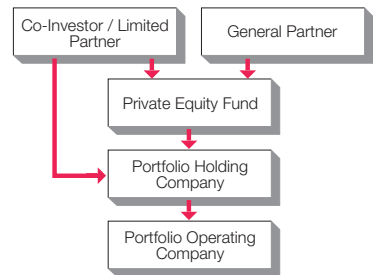 Co-Investor / Limited
Partner
General Partner
Private Equity Fund
Portfolio Holding
Company
Portfolio Operating
Company